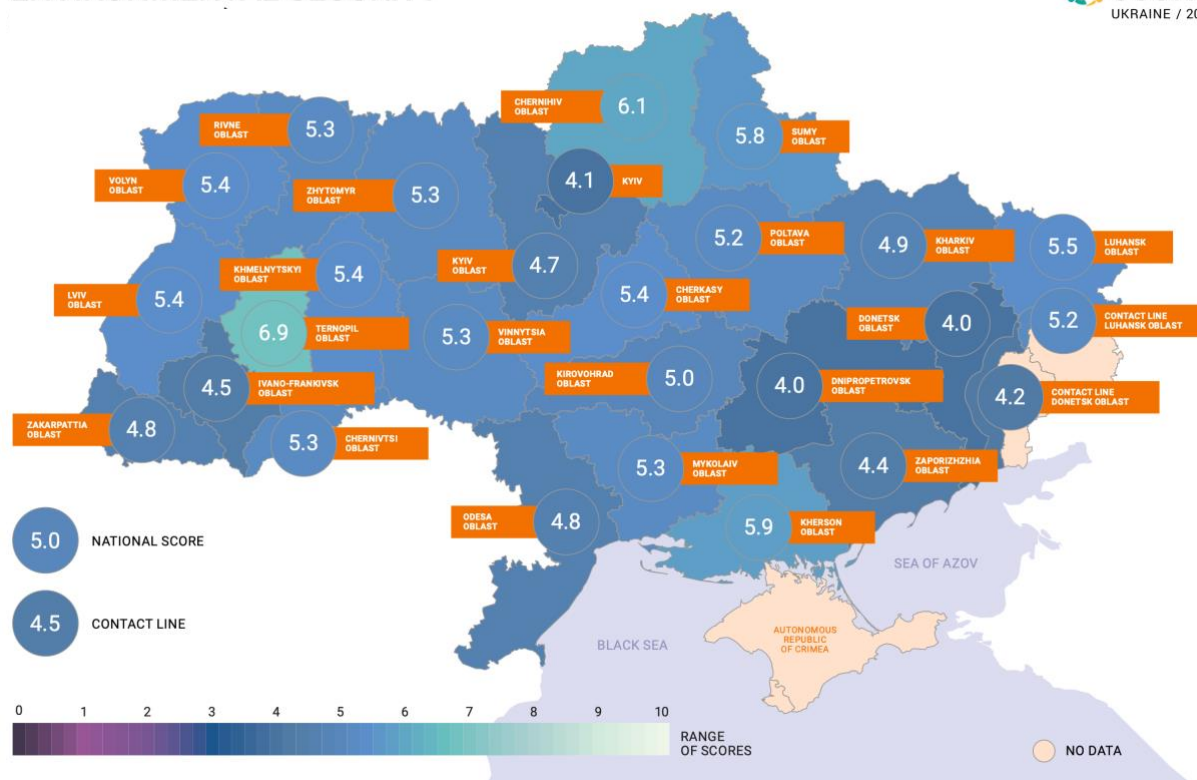 UKRAINE / 20
CHERNIHIV
OBLAST
6.1
RIVNE
OBLAST
5.3
5.8
SUMY
OBLAST
VOLYN
OBLAST
5.4
ZHYTOMYR
OBLAST
5.3
4.1
KYIV
5.2
POLTAVA
OBLAST
4.9
KHARKIV
OBLAST
5.5
LUHANSK
OBLAST
KHMELNYTSKYI
OBLAST
5.4
KYIV
OBLAST
4.7
LVIV
OBLAST
5.4
5.4
CHERKASY
OBLAST
6.9
TERNOPIL
OBLAST
5.3
VINNYTSIA
OBLAST
DONETSK
OBLAST
4.0
5.2
CONTACT LINE
LUHANSK OBLAST
4.5
IVANO-FRANKIVSK
OBLAST
KIROVOHRAD
OBLAST
5.0
4.0
DNIPROPETROVSK
OBLAST
4.2
CONTACT LINE
DONETSK OBLAST
ZAKARPATTIA
OBLAST
4.8
5.3
CHERNIVTSI
OBLAST
5.3
MYKOLAIV
OBLAST
4.4
ZAPORIZHZHIA
OBLAST
ODESA
OBLAST
4.8
5.9
KHERSON
OBLAST
5.0
NATIONAL SCORE
SEA OF AZOV
4.5
CONTACT LINE
BLACK SEA
AUTONOMOUS
REPUBLIC
OF CRIMEA
0 1 2 3 4 5 6 7 8 9 10
RANGE
OF SCORES
NO DATA